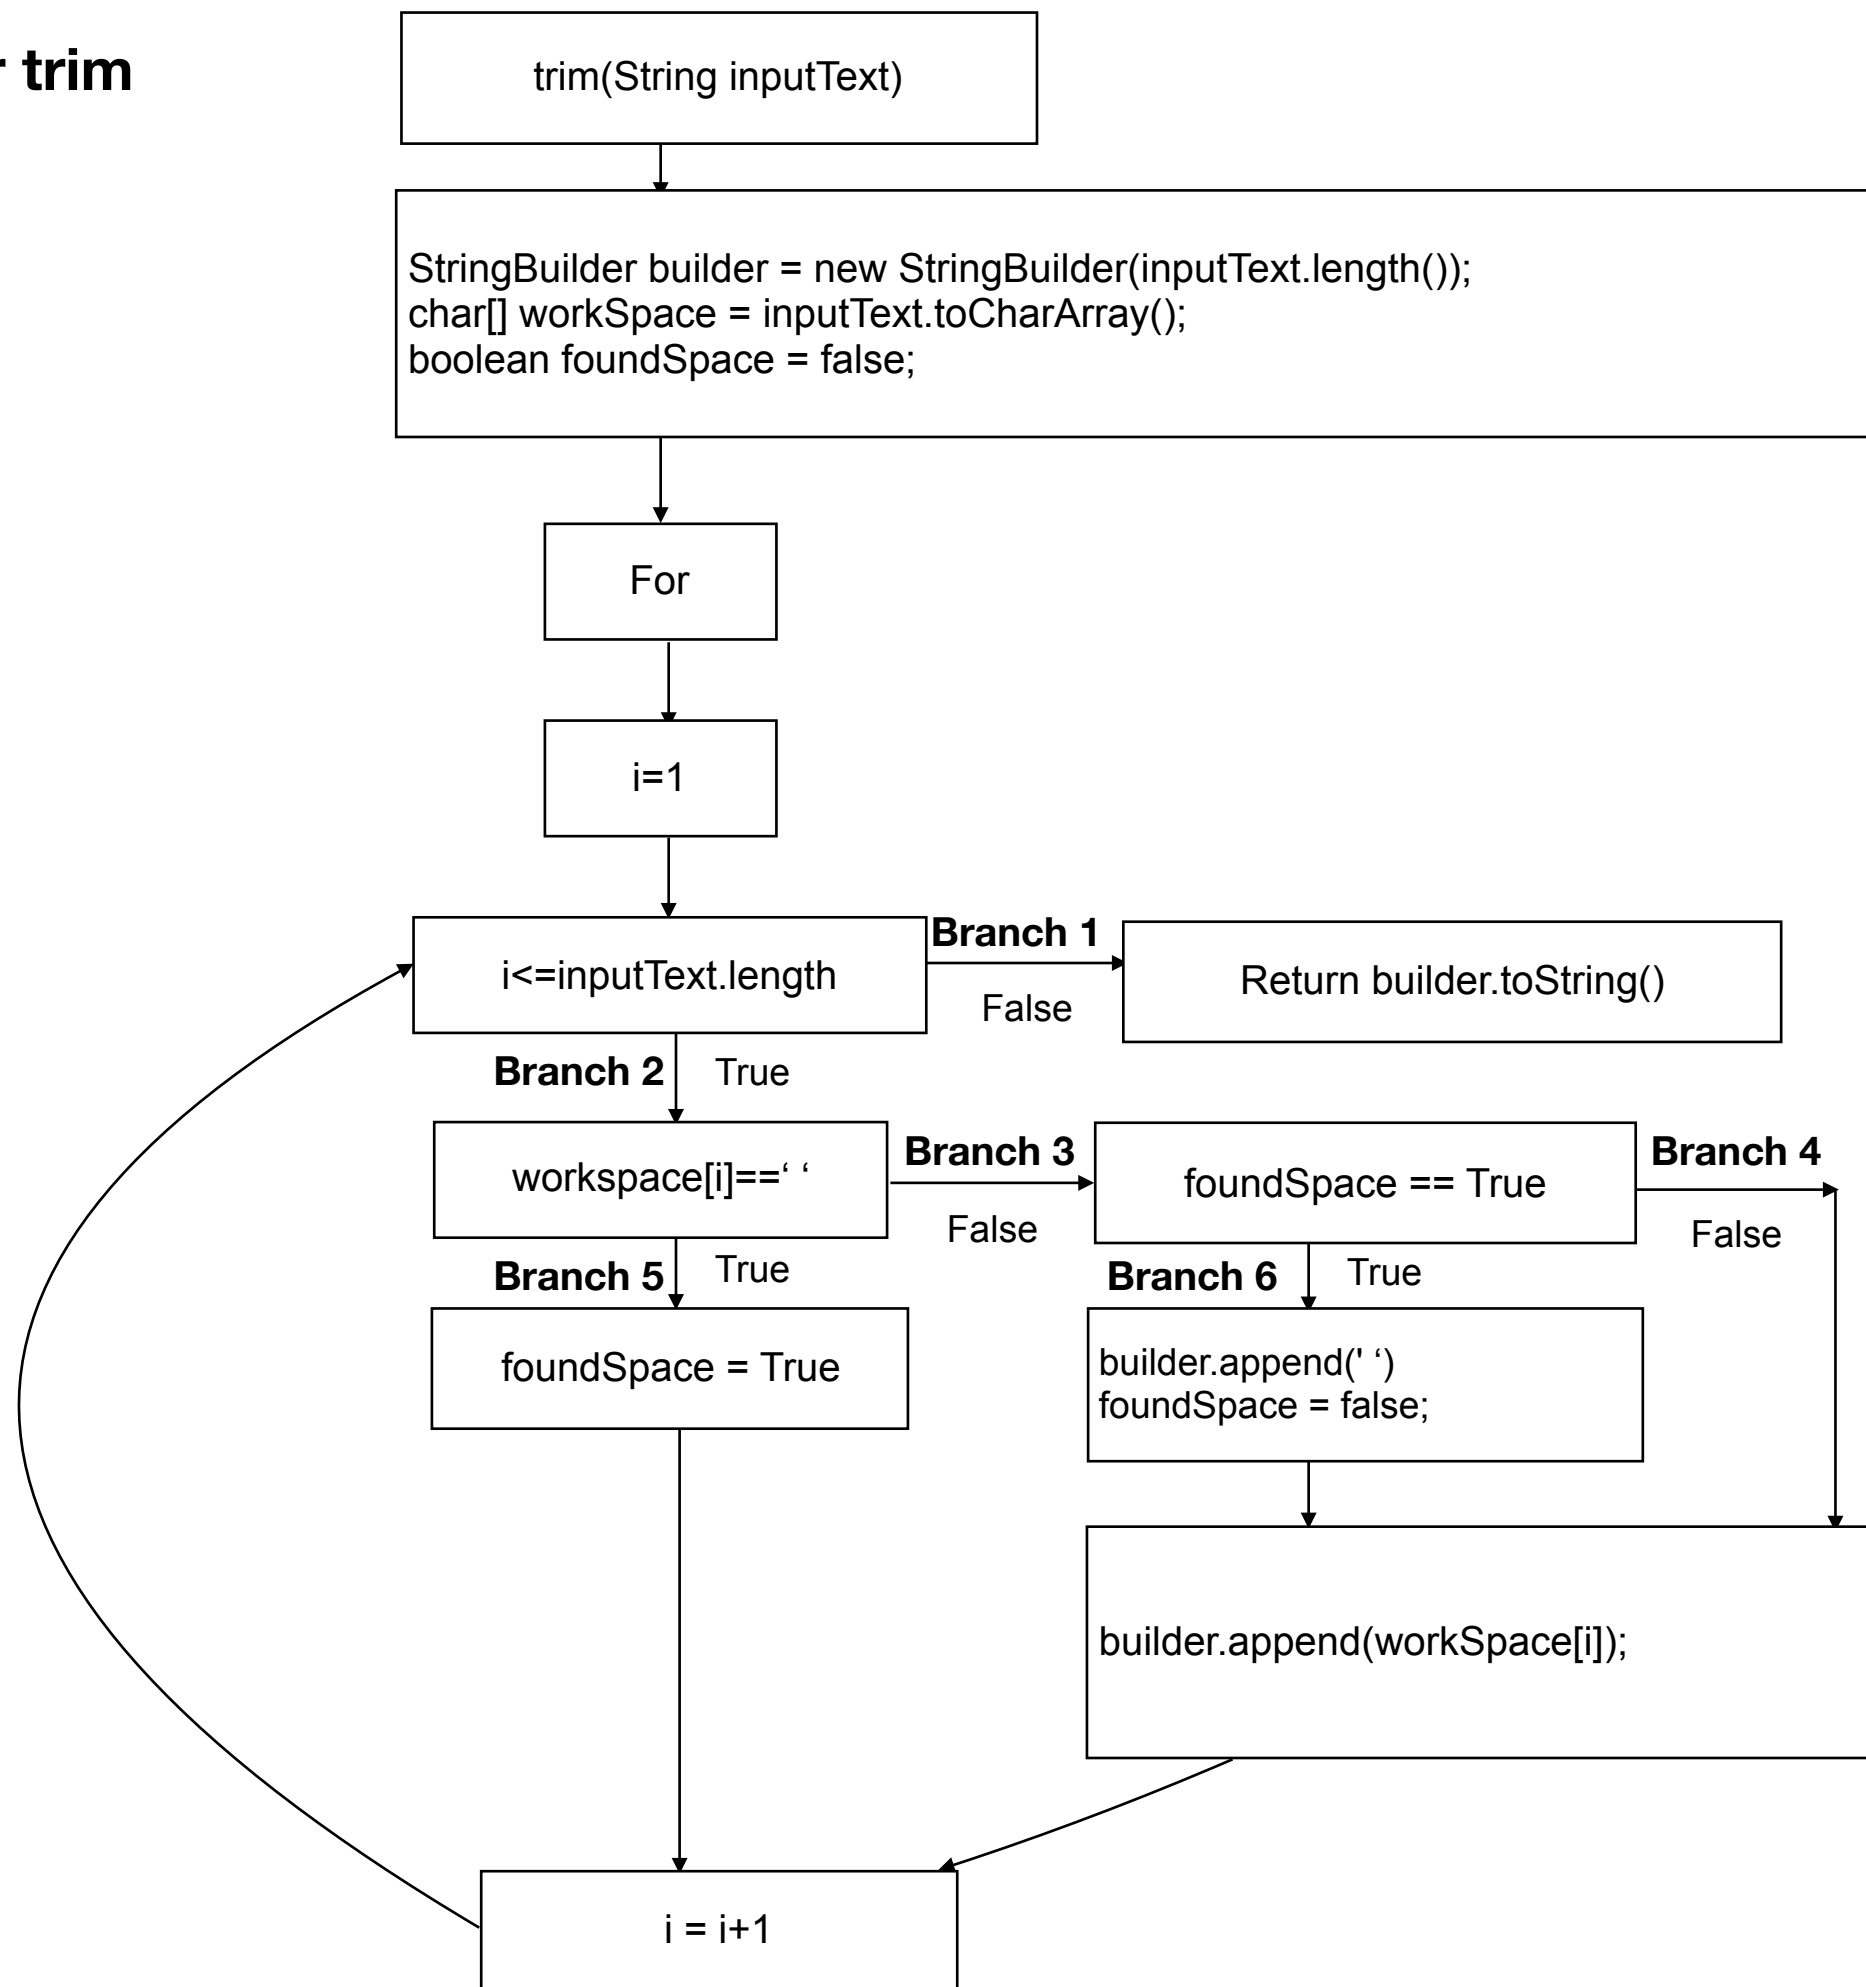 r trim
trim(String inputText)
StringBuilder builder = new StringBuilder(inputText.length());
char[] workSpace = inputText.toCharArray();
boolean foundSpace = false;
For
i=1
i<=inputText.length
Branch 1
False
Return builder.toString()
Branch 2
True
workspace[i]==‘ ‘
Branch 3
False
foundSpace == True
Branch 4
False
Branch 5
True
Branch 6
True
foundSpace = True
builder.append(' ‘)
foundSpace = false;
builder.append(workSpace[i]);
i = i+1